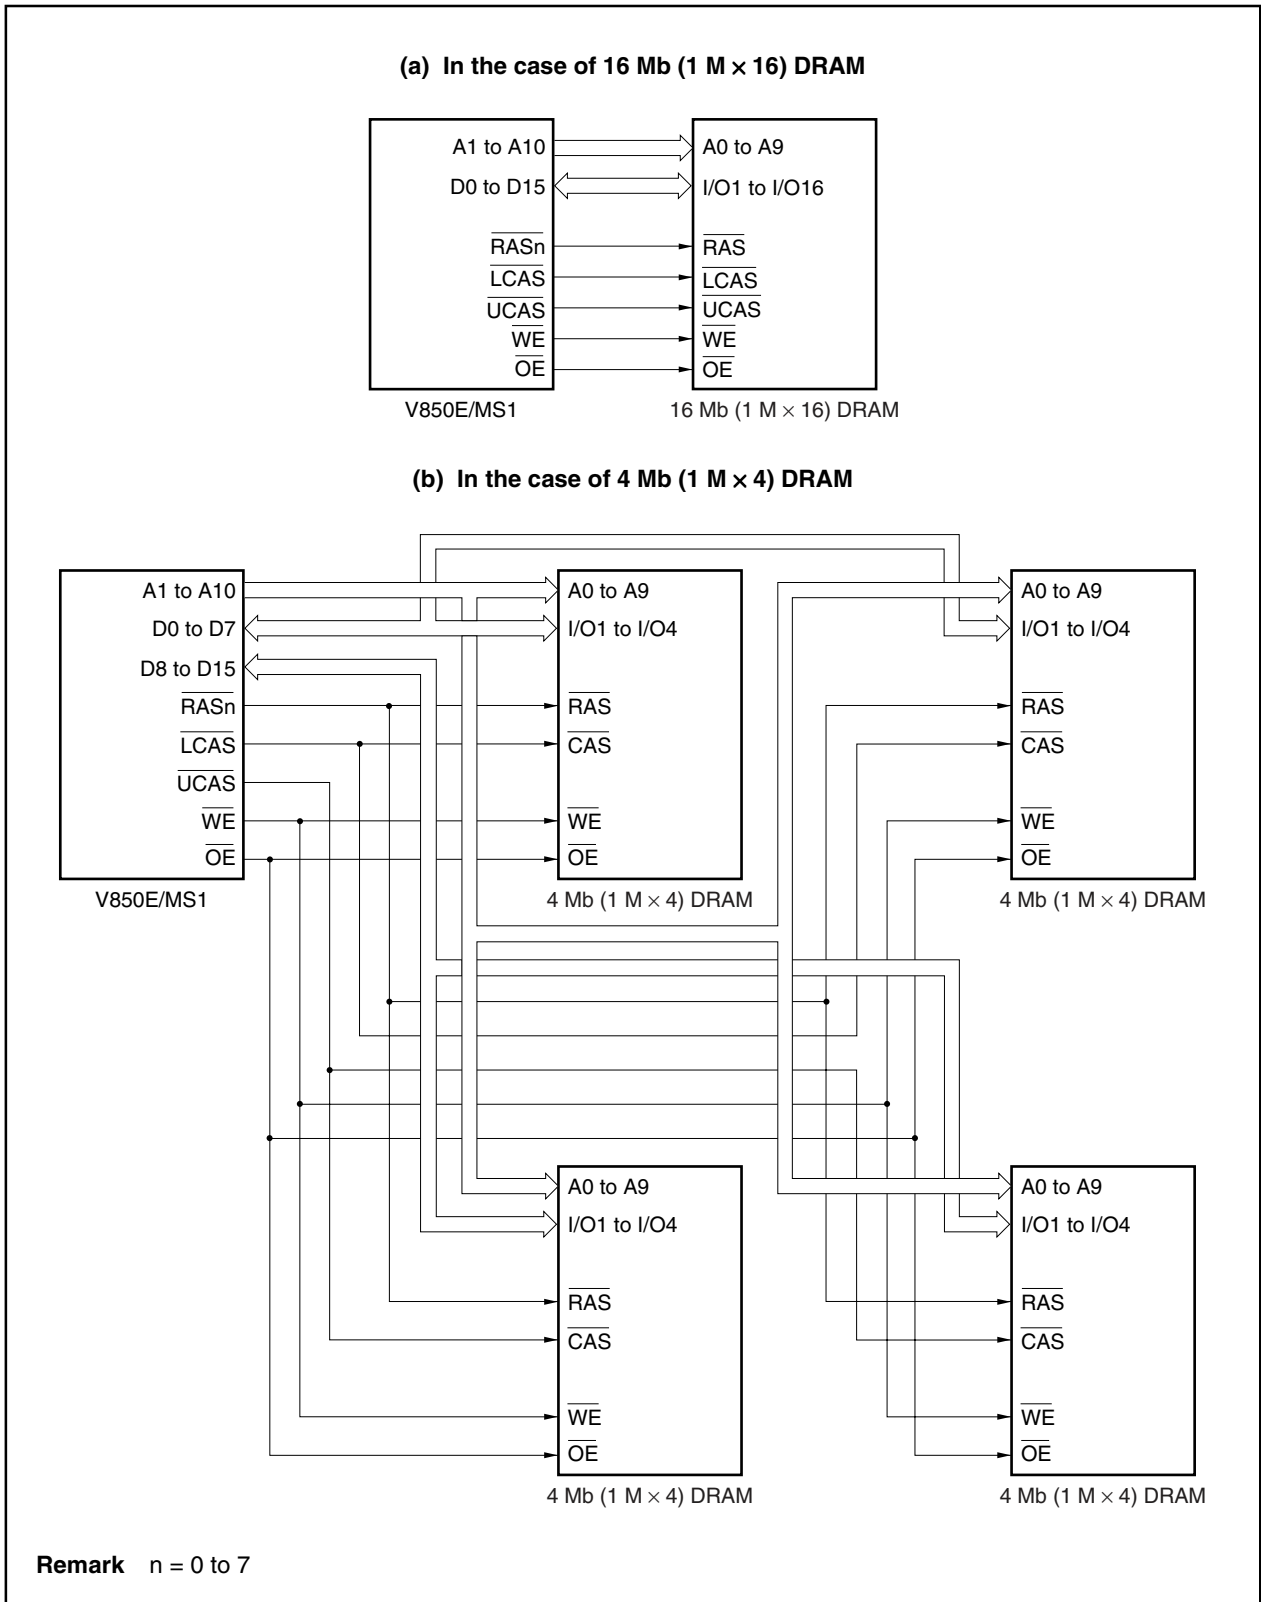 (a) In the case of 16 Mb (1 M × 16) DRAM
A1 to A10
D0 to D15
RASn
LCAS
UCAS
WE
OE
V850E/MS1
A0 to A9
I/O1 to I/O16
RAS
LCAS
UCAS
WE
OE
16 Mb (1 M × 16) DRAM
(b) In the case of 4 Mb (1 M × 4) DRAM
A1 to A10
D0 to D7
D8 to D15
RASn
LCAS
UCAS
WE
OE
V850E/MS1
A0 to A9
I/O1 to I/O4
RAS
CAS
WE
OE
4 Mb (1 M × 4) DRAM
A0 to A9
I/O1 to I/O4
RAS
CAS
WE
OE
4 Mb (1 M × 4) DRAM
A0 to A9
I/O1 to I/O4
RAS
CAS
WE
OE
4 Mb (1 M × 4) DRAM
A0 to A9
I/O1 to I/O4
RAS
CAS
WE
OE
4 Mb (1 M × 4) DRAM
Remark n = 0 to 7